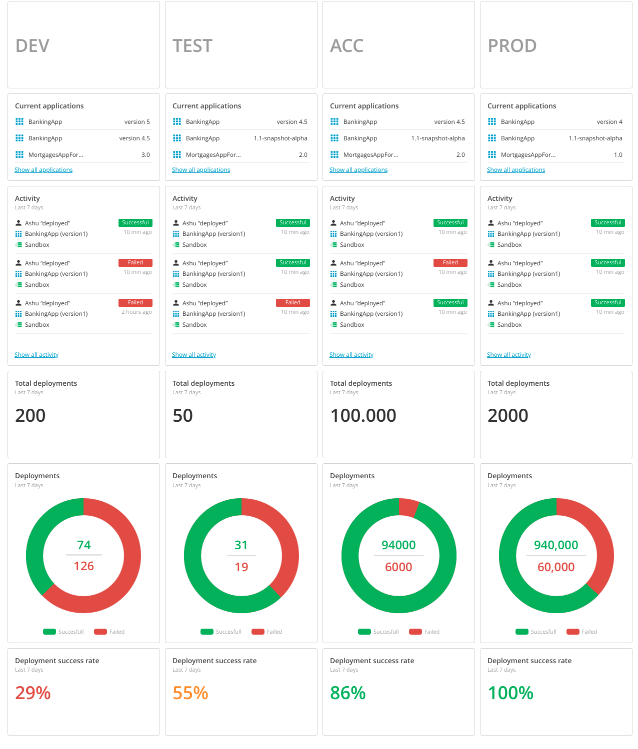 DEV
Current applications
BankingApp version 5
BankingApp version 4.5
MortgagesAppFor... 3.0
Show all applications
Activity
Last 7 days
Ashu "deployed" Successful
BankingApp (version1) 10 min ago
Sandbox
Ashu "deployed" Failed
BankingApp (version1) 10 min ago
Sandbox
Ashu "deployed" Failed
BankingApp (version1) 2 hours ago
Sandbox
Show all activity
Total deployments
Last 7 days
200
Deployments
Last 7 days
74
126
Succesfull Failed
Deployment success rate
Last 7 days
29%
TEST
Current applications
BankingApp version 4.5
BankingApp 1.1-snapshot-alpha
MortgagesAppFor... 2.0
Show all applications
Activity
Last 7 days
Ashu "deployed" Successful
BankingApp (version1) 10 min ago
Sandbox
Ashu "deployed" Successful
BankingApp (version1) 10 min ago
Sandbox
Ashu "deployed" Failed
BankingApp (version1) 10 min ago
Sandbox
Show all activity
Total deployments
Last 7 days
50
Deployments
Last 7 days
31
19
Succesfull Failed
Deployment success rate
Last 7 days
55%
ACC
Current applications
BankingApp version 4.5
BankingApp 1.1-snapshot-alpha
MortgagesAppFor... 2.0
Show all applications
Activity
Last 7 days
Ashu "deployed" Successful
BankingApp (version1) 10 min ago
Sandbox
Ashu "deployed" Failed
BankingApp (version1) 10 min ago
Sandbox
Ashu "deployed" Successful
BankingApp (version1) 10 min ago
Sandbox
Show all activity
Total deployments
Last 7 days
100.000
Deployments
Last 7 days
94000
6000
Succesfull Failed
Deployment success rate
Last 7 days
86%
PROD
Current applications
BankingApp version 4
BankingApp 1.1-snapshot-alpha
MortgagesAppFor... 1.0
Show all applications
Activity
Last 7 days
Ashu "deployed" Successful
BankingApp (version1) 10 min ago
Sandbox
Ashu "deployed" Successful
BankingApp (version1) 10 min ago
Sandbox
Ashu "deployed" Successful
BankingApp (version1) 10 min ago
Sandbox
Show all activity
Total deployments
Last 7 days
2000
Deployments
Last 7 days
940,000
60,000
Succesfull Failed
Deployment success rate
Last 7 days
100%